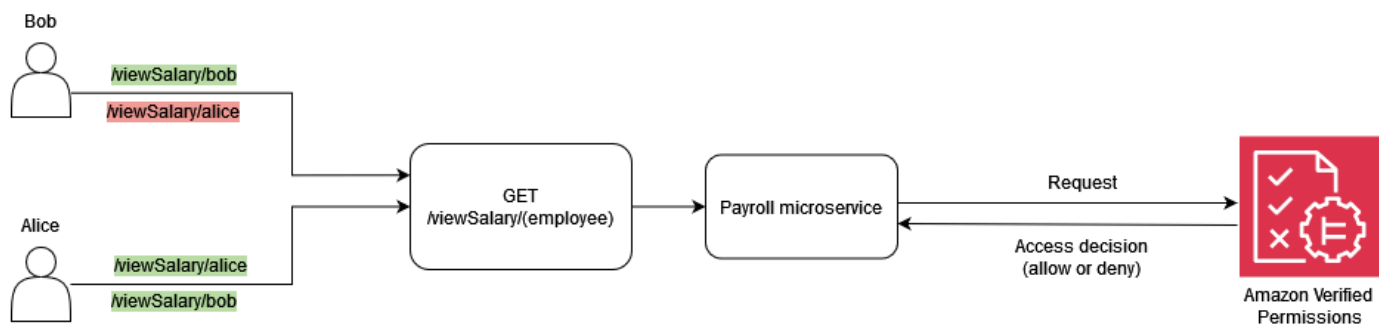 Bob
/viewSalary/bob
/viewSalary/alice
Alice
/viewSalary/alice
/viewSalary/bob
GET
/viewSalary/(employee)
Payroll microservice
Request
Access decision
(allow or deny)
Amazon Verified
Permissions